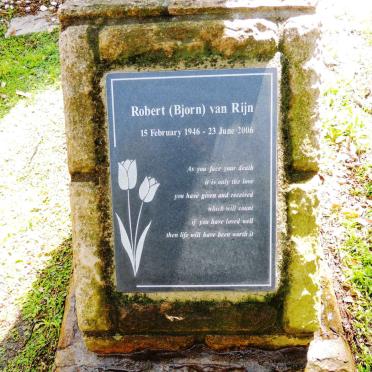 Robert (Bjorn) van Rijn
15 February 1946 - 23 June 2006
As you face your death
it is only the love
you have given and received
which will count
if you have loved well
then life will have been worth it